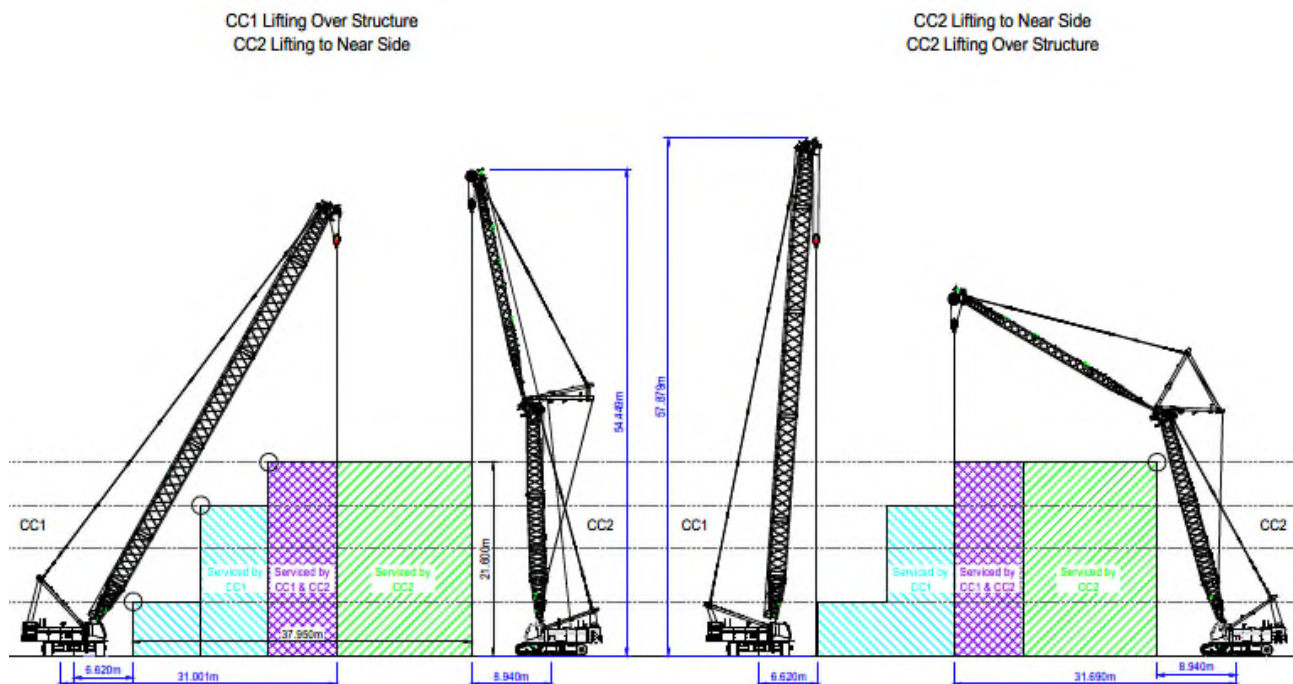 CC1 Lifting Over Structure
CC2 Lifting to Near Side
CC2 Lifting to Near Side
CC2 Lifting Over Structure
54.449m
57.879m
CC1
CC2
CC1
CC2
21.600m
Serviced by
CC1
Serviced by
CC1 & CC2
Serviced by
CC2
Serviced by
CC1
Serviced by
CC1 & CC2
Serviced by
CC2
37.950m
6.620m
31.001m
8.940m
6.620m
31.690m
8.940m